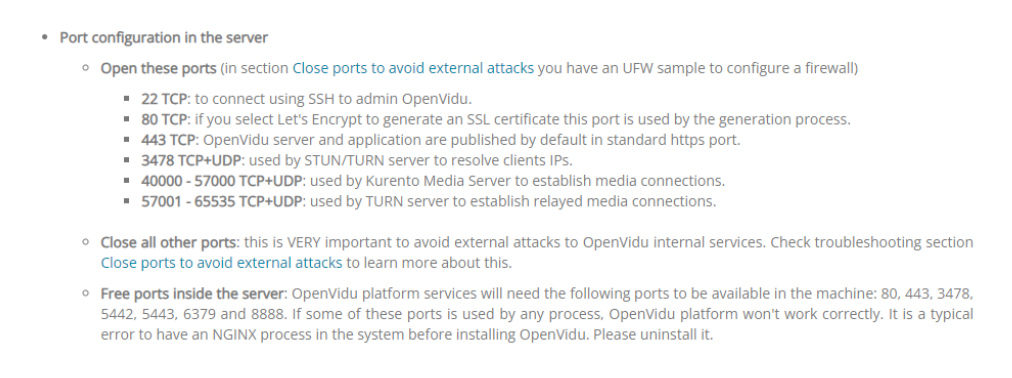 Port configuration in the server
Open these ports (in section Close ports to avoid external attacks you have an UFW sample to configure a firewall)
22 TCP: to connect using SSH to admin OpenVidu.
80 TCP: if you select Let's Encrypt to generate an SSL certificate this port is used by the generation process.
443 TCP: OpenVidu server and application are published by default in standard https port.
3478 TCP+UDP: used by STUN/TURN server to resolve clients IPs.
40000 - 57000 TCP+UDP: used by Kurento Media Server to establish media connections.
57001 - 65535 TCP+UDP: used by TURN server to establish relayed media connections.
Close all other ports: this is VERY important to avoid external attacks to OpenVidu internal services. Check troubleshooting section
Close ports to avoid external attacks to learn more about this.
Free ports inside the server: OpenVidu platform services will need the following ports to be available in the machine: 80, 443, 3478,
5442, 5443, 6379 and 8888. If some of these ports is used by any process, OpenVidu platform won't work correctly. It is a typical
error to have an NGINX process in the system before installing OpenVidu. Please uninstall it.